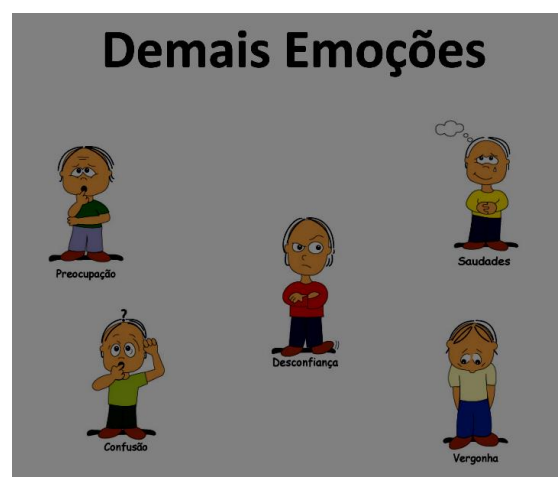 Demais Emoções
Preocupação
Saudades
Desconfiança
?
Confusão
Vergonha